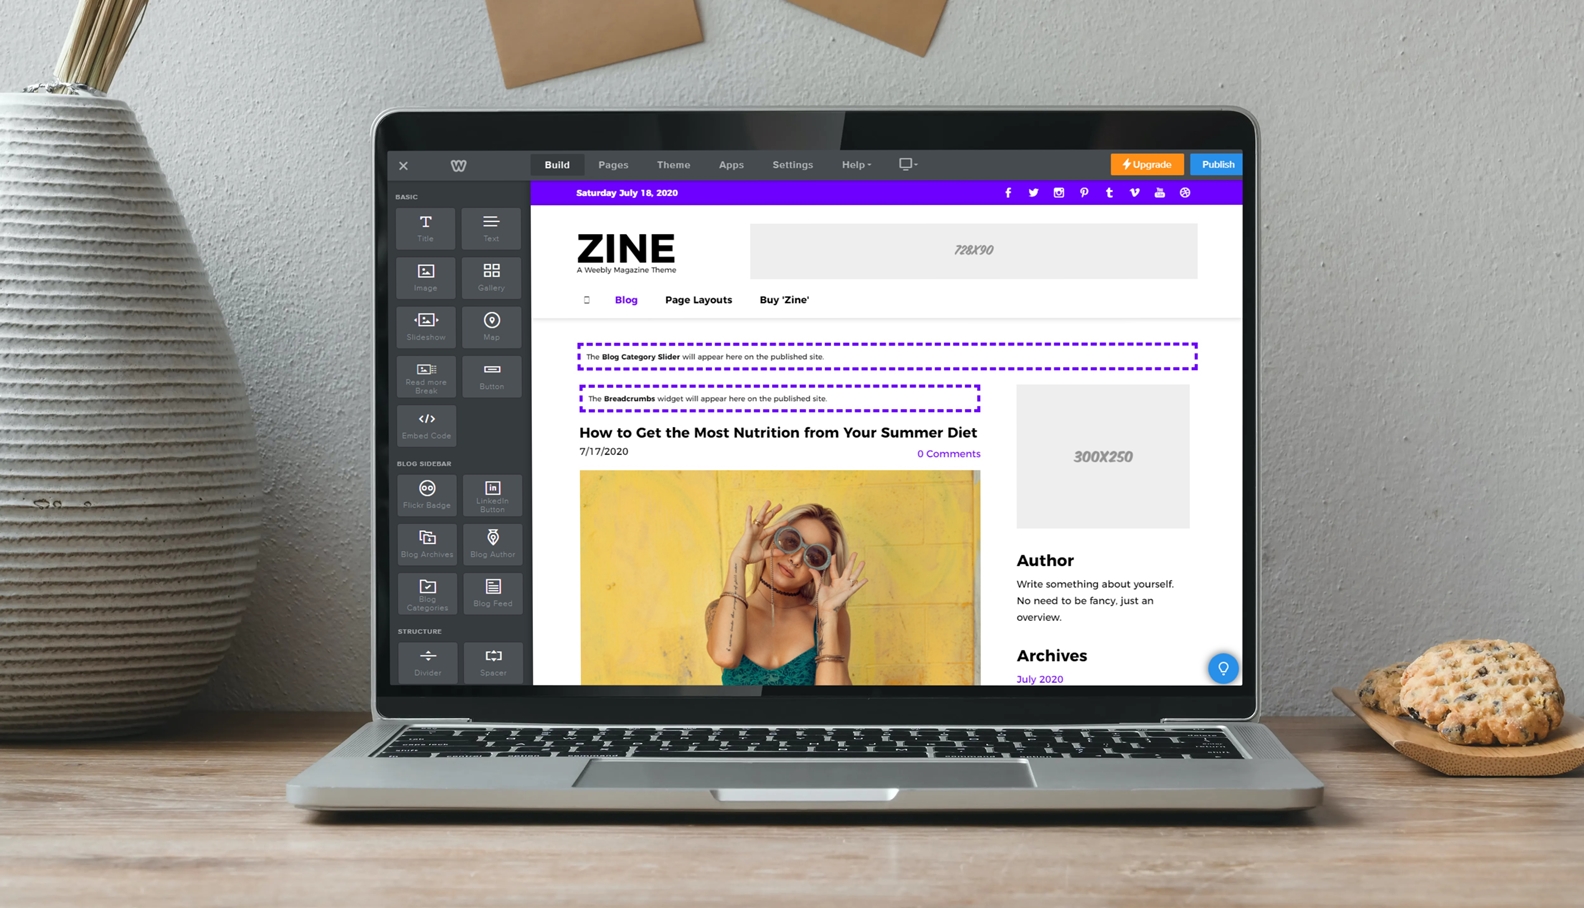 Build
Pages
Theme
Apps
Settings
Help
Upgrade
Publish
BASIC
Title
Text
Image
Gallery
Slideshow
Map
Read more
Break
Button
Embed Code
BLOG SIDEBAR
Flickr Badge
LinkedIn
Button
Blog Archives
Blog Author
Blog
Categories
Blog Feed
STRUCTURE
Divider
Spacer
Saturday July 18, 2020
ZINE
A Weebly Magazine Theme
728X90
Blog
Page Layouts
Buy 'Zine'
The Blog Category Slider will appear here on the published site.
The Breadcrumbs widget will appear here on the published site.
How to Get the Most Nutrition from Your Summer Diet
7/17/2020
0 Comments
300X250
Author
Write something about yourself.
No need to be fancy, just an
overview.
Archives
July 2020